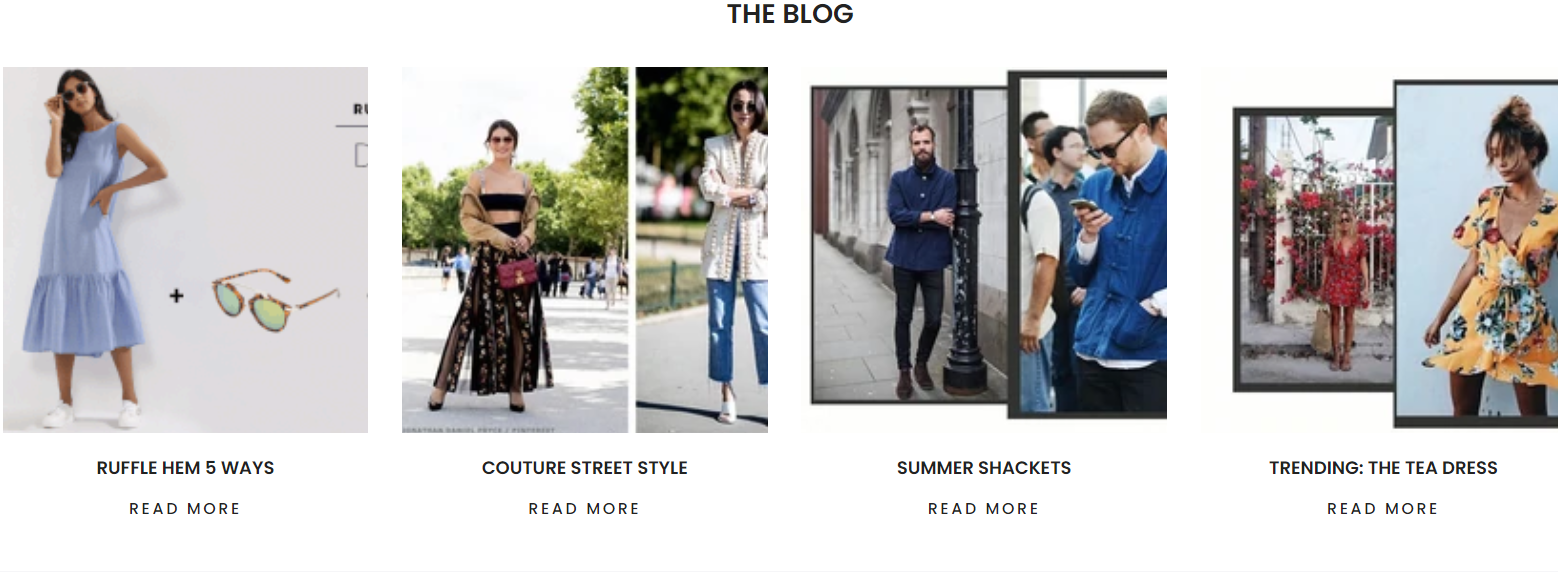 THE BLOG
RU
JONATHAN DANIEL PRYCE / PINTEREST
RUFFLE HEM 5 WAYS
COUTURE STREET STYLE
SUMMER SHACKETS
TRENDING: THE TEA DRESS
READ MORE
READ MORE
READ MORE
READ MORE